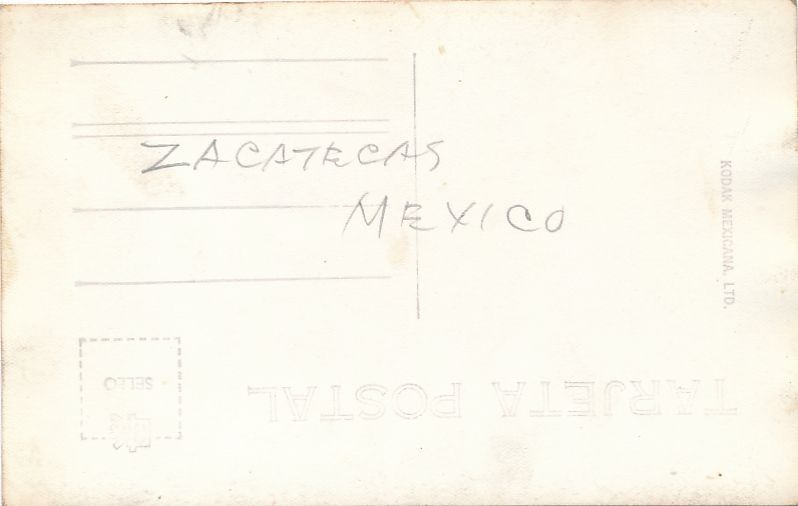 ZACATECAS
MEXICO
KODAK MEXICANA, LTD.
SELLO
TARJETA POSTAL